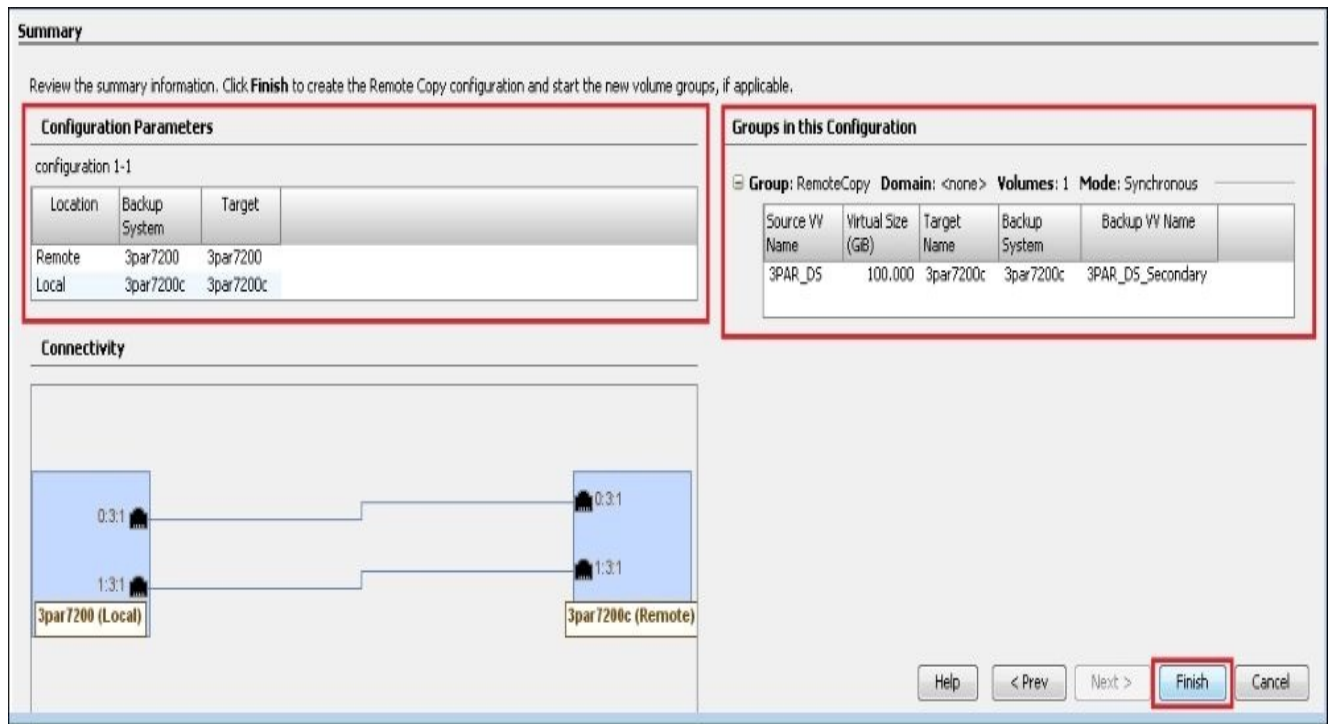 Summary
Review the summary information. Click Finish to create the Remote Copy configuration and start the new volume groups, if applicable.
Configuration Parameters
configuration 1-1
Location Backup System Target
Remote 3par7200 3par7200
Local 3par7200c 3par7200c
Groups in this Configuration
Group: RemoteCopy Domain: <none> Volumes: 1 Mode: Synchronous
Source VV Name Virtual Size (GiB) Target Name Backup System Backup VV Name
3PAR_DS 100.000 3par7200c 3par7200c 3PAR_DS_Secondary
Connectivity
0:3:1 0:3:1
1:3:1 1:3:1
3par7200 (Local) 3par7200c (Remote)
Help < Prev Next > Finish Cancel